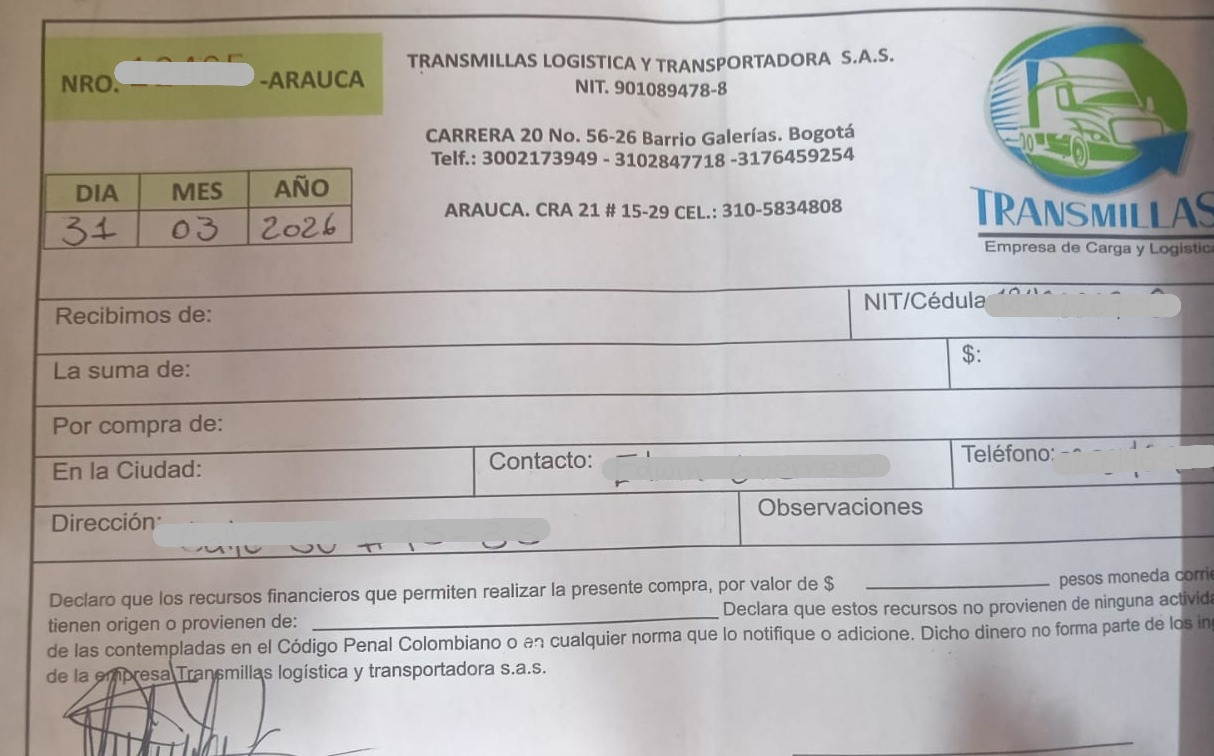 NRO. -ARAUCA
TRANSMILLAS LOGISTICA Y TRANSPORTADORA S.A.S.
NIT. 901089478-8
CARRERA 20 No. 56-26 Barrio Galerías. Bogotá
Telf.: 3002173949 - 3102847718 -3176459254
ARAUCA. CRA 21 # 15-29 CEL.: 310-5834808
TRANSMILLAS
Empresa de Carga y Logístic
DIA MES AÑO
31 03 2026
Recibimos de:
NIT/Cédula
La suma de:
$:
Por compra de:
En la Ciudad:
Contacto:
Teléfono:
Dirección:
Observaciones
Declaro que los recursos financieros que permiten realizar la presente compra, por valor de $ pesos moneda corrie
tienen origen o provienen de: Declara que estos recursos no provienen de ninguna activida
de las contempladas en el Código Penal Colombiano o en cualquier norma que lo notifique o adicione. Dicho dinero no forma parte de los ing
de la empresa Transmillas logística y transportadora s.a.s.